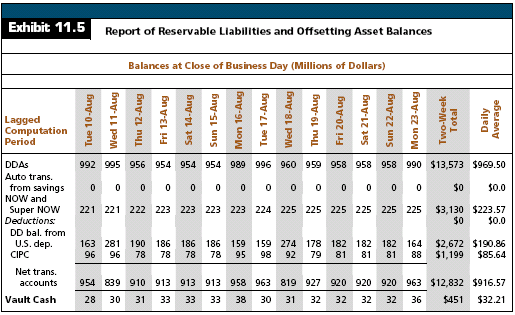 Exhibit 11.5 Report of Reservable Liabilities and Offsetting Asset Balances
Balances at Close of Business Day (Millions of Dollars)
Lagged Computation Period Tue 10-Aug Wed 11-Aug Thu 12-Aug Fri 13-Aug Sat 14-Aug Sun 15-Aug Mon 16-Aug Tue 17-Aug Wed 18-Aug Thu 19-Aug Fri 20-Aug Sat 21-Aug Sun 22-Aug Mon 23-Aug Two-Week Total Daily Average
DDAs 992 995 956 954 954 954 989 996 960 959 958 958 958 990 $13,573 $969.50
Auto trans.
from savings 0 0 0 0 0 0 0 0 0 0 0 0 0 0 $0 $0.0
NOW and
Super NOW 221 221 222 223 223 223 223 224 225 225 225 225 225 225 $3,130 $223.57
Deductions: $0 $0.0
DD bal. from
U.S. dep. 163 281 190 186 186 186 159 159 274 178 182 182 182 164 $2,672 $190.86
CIPC 96 96 78 78 78 78 95 98 92 79 81 81 81 88 $1,199 $85.64
Net trans.
accounts 954 839 910 913 913 913 958 963 819 927 920 920 920 963 $12,832 $916.57
Vault Cash 28 30 31 33 33 33 38 30 31 32 32 32 32 36 $451 $32.21